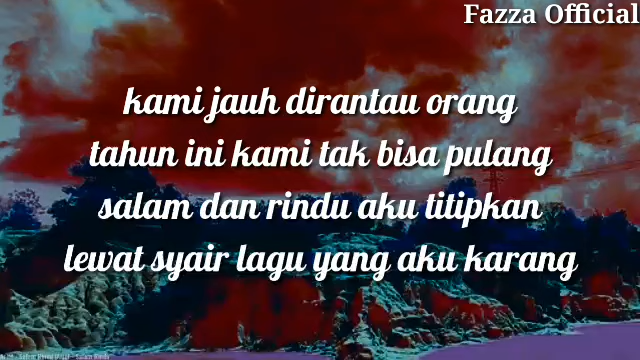 Fazza Official
kami jauh dirantau orang
tahun ini kami tak bisa pulang
salam dan rindu aku titipkan
lewat syair lagu yang aku karang